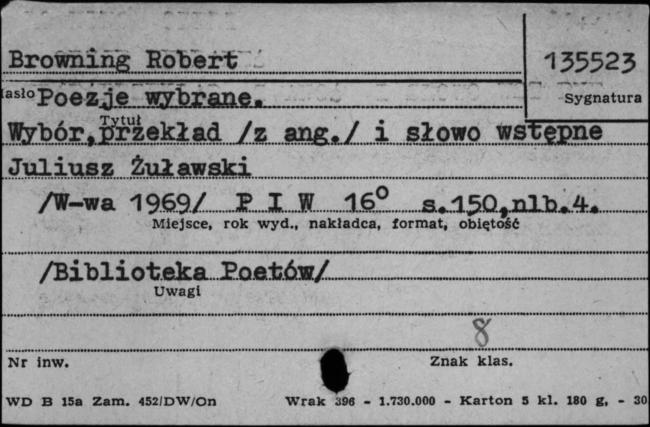 Browning Robert
135523
Sygnatura
Hasło Poezje wybrane.
Tytuł
Wybór, przekład /z ang./ i słowo wstępne
Juliusz Żuławski
/W-wa 1969/ P I W 16° s.150,nlb.4.
Miejsce, rok wyd., nakładca, format, objętość
/Biblioteka Poetów/
Uwagi
8
Nr inw.
Znak klas.
WD B 15a Zam. 452/DW/On Wrak 396 - 1.730.000 - Karton 5 kl. 180 g. - 30